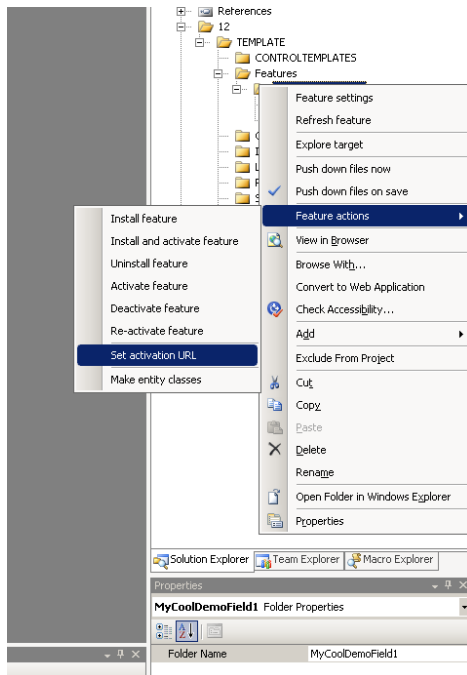 References
12
TEMPLATE
CONTROLTEMPLATES
Features
Feature settings
Refresh feature
Explore target
Push down files now
Push down files on save
Feature actions
View in Browser
Browse With...
Convert to Web Application
Check Accessibility...
Add
Exclude From Project
Cut
Copy
Paste
Delete
Rename
Open Folder in Windows Explorer
Properties
Install feature
Install and activate feature
Uninstall feature
Activate feature
Deactivate feature
Re-activate feature
Set activation URL
Make entity classes
Solution Explorer Team Explorer Macro Explorer
Properties
MyCoolDemoField1 Folder Properties
Folder Name MyCoolDemoField1